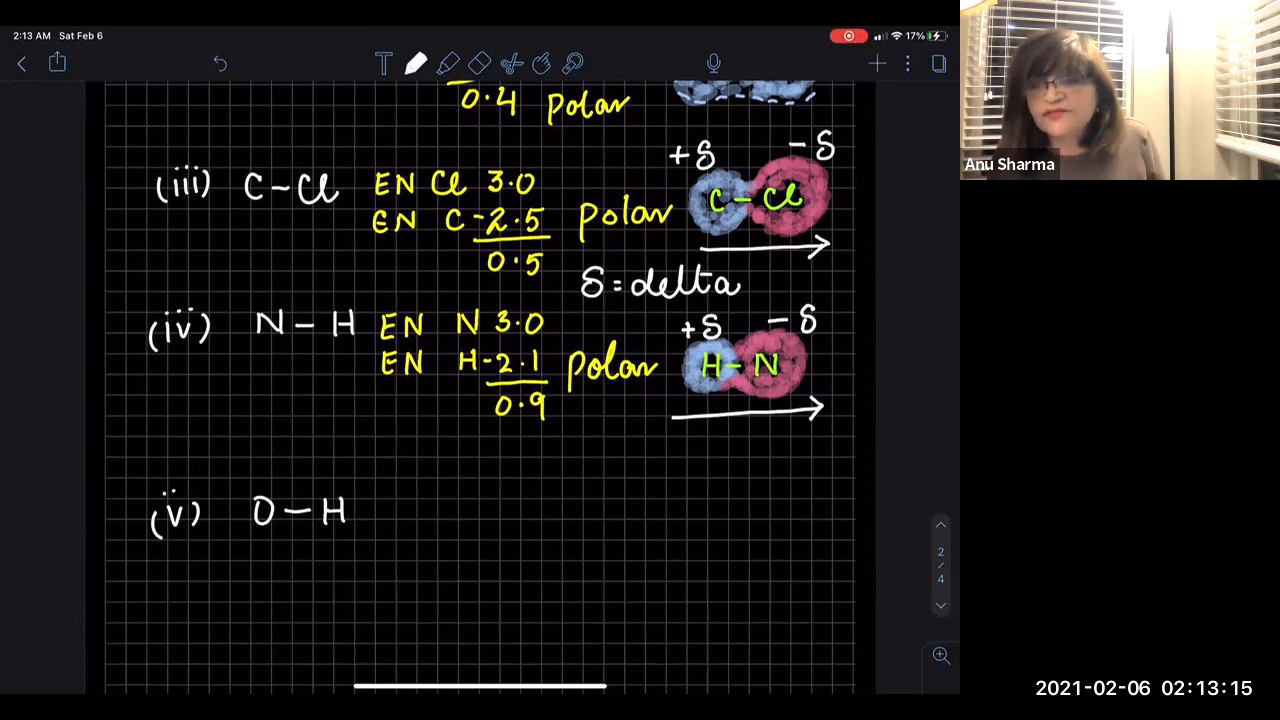 2:13 AM Sat Feb 6
17%
T
0.4 polar
+δ -δ
(iii) C-Cl EN Cl 3.0
EN C-2.5 polar C-Cl
0.5
δ = delta
(iv) N-H EN N 3.0 +δ -δ
EN H-2.1 polar H-N
0.9
(v) O-H
2
/
4
Anu Sharma
2021-02-06 02:13:15